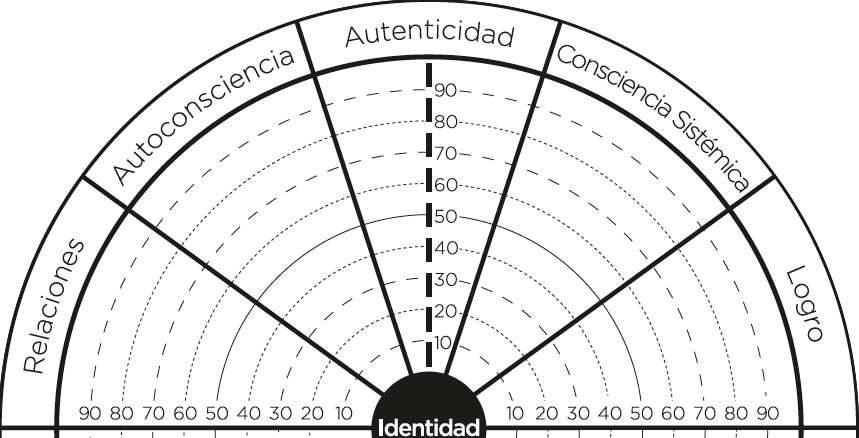 Relaciones
Autoconsciencia
Autenticidad
Consciencia Sistémica
Logro
90
80
70
60
50
40
30
20
10
90 80 70 60 50 40 30 20 10
10 20 30 40 50 60 70 80 90
Identidad